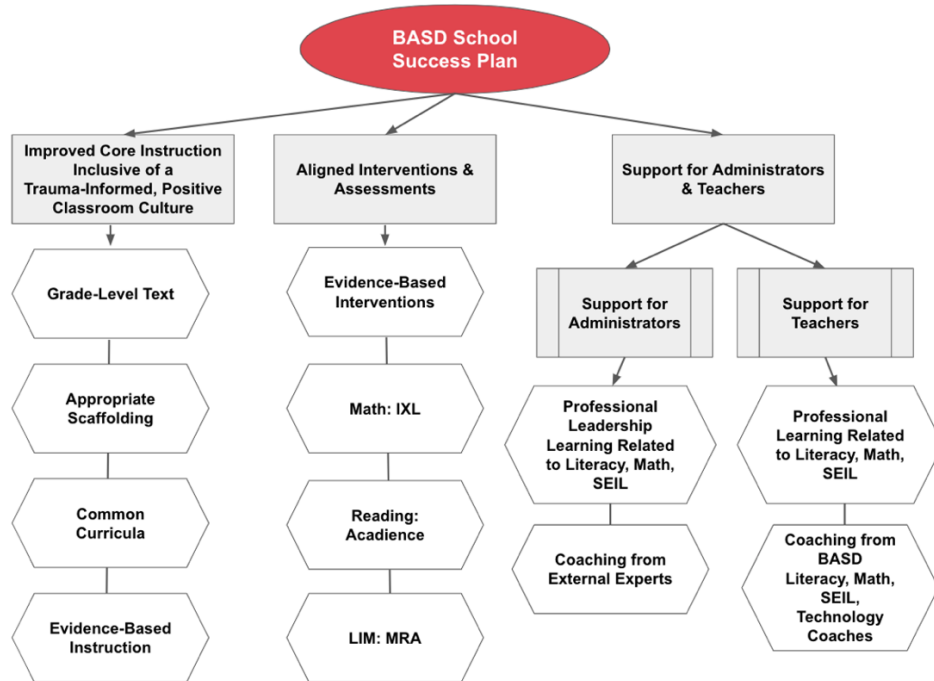 BASD School
Success Plan
Improved Core Instruction
Inclusive of a
Trauma-Informed, Positive
Classroom Culture
Aligned Interventions &
Assessments
Support for Administrators
& Teachers
Grade-Level Text
Appropriate
Scaffolding
Common
Curricula
Evidence-Based
Instruction
Evidence-Based
Interventions
Math: IXL
Reading:
Acadience
LIM: MRA
Support for
Administrators
Professional
Leadership
Learning Related
to Literacy, Math,
SEIL
Coaching from
External Experts
Support for
Teachers
Professional
Learning Related
to Literacy, Math,
SEIL
Coaching from
BASD
Literacy, Math,
SEIL,
Technology
Coaches